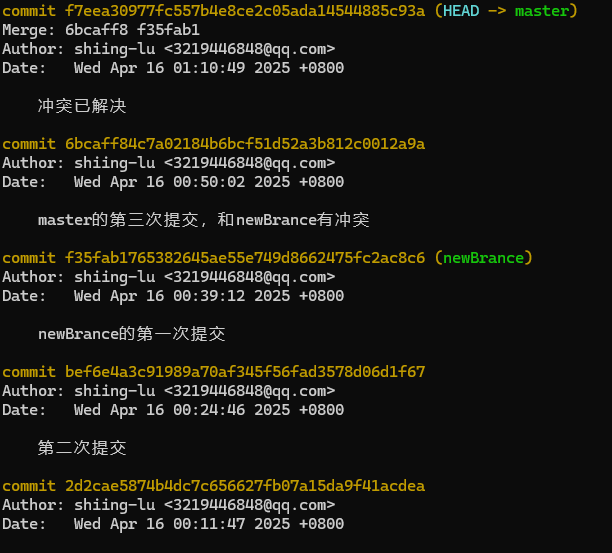 commit f7eea30977fc557b4e8ce2c05ada14544885c93a (HEAD -> master)
Merge: 6bcaff8 f35fab1
Author: shiing-lu <3219446848@qq.com>
Date:   Wed Apr 16 01:10:49 2025 +0800
    冲突已解决
commit 6bcaff84c7a02184b6bcf51d52a3b812c0012a9a
Author: shiing-lu <3219446848@qq.com>
Date:   Wed Apr 16 00:50:02 2025 +0800
    master的第三次提交，和newBrance有冲突
commit f35fab1765382645ae55e749d8662475fc2ac8c6 (newBrance)
Author: shiing-lu <3219446848@qq.com>
Date:   Wed Apr 16 00:39:12 2025 +0800
    newBrance的第一次提交
commit bef6e4a3c91989a70af345f56fad3578d06d1f67
Author: shiing-lu <3219446848@qq.com>
Date:   Wed Apr 16 00:24:46 2025 +0800
    第二次提交
commit 2d2cae5874b4dc7c656627fb07a15da9f41acdea
Author: shiing-lu <3219446848@qq.com>
Date:   Wed Apr 16 00:11:47 2025 +0800